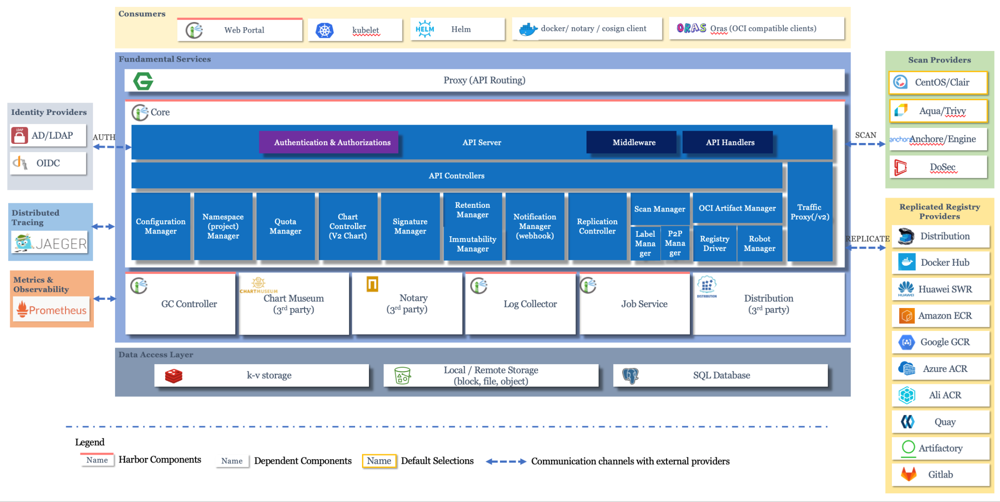 Consumers
Web Portal
kubelet
HELM
Helm
docker/ notary / cosign client
ORAS
Oras (OCI compatible clients)
Fundamental Services
Proxy (API Routing)
Core
Authentication & Authorizations
API Server
Middleware
API Handlers
API Controllers
Configuration
Manager
Namespace
(project)
Manager
Quota
Manager
Chart
Controller
(V2 Chart)
Signature
Manager
Retention
Manager
Immutability
Manager
Notification
Manager
(webhook)
Replication
Controller
Scan Manager
Label
Mana
ger
P2P
Mana
ger
OCI Artifact Manager
Registry
Driver
Robot
Manager
Traffic
Proxy(/v2)
GC Controller
CHARTMUSEUM
Chart Museum
(3rd party)
Notary
(3rd party)
Log Collector
Job Service
DISTRIBUTION
Distribution
(3rd party)
Data Access Layer
k-v storage
Local / Remote Storage
(block, file, object)
SQL Database
Identity Providers
LDAP
AD/LDAP
OIDC
AUTH
Distributed
Tracing
JAEGER
Metrics &
Observability
Prometheus
SCAN
Scan Providers
CentOS/Clair
Aqua/Trivy
anchore
Anchore/Engine
DoSec
REPLICATE
Replicated Registry
Providers
Distribution
Docker Hub
HUAWEI
Huawei SWR
Amazon ECR
Google GCR
Azure ACR
Ali ACR
Quay
Artifactory
Gitlab
Legend
Name
Harbor Components
Name
Dependent Components
Name
Default Selections
Communication channels with external providers